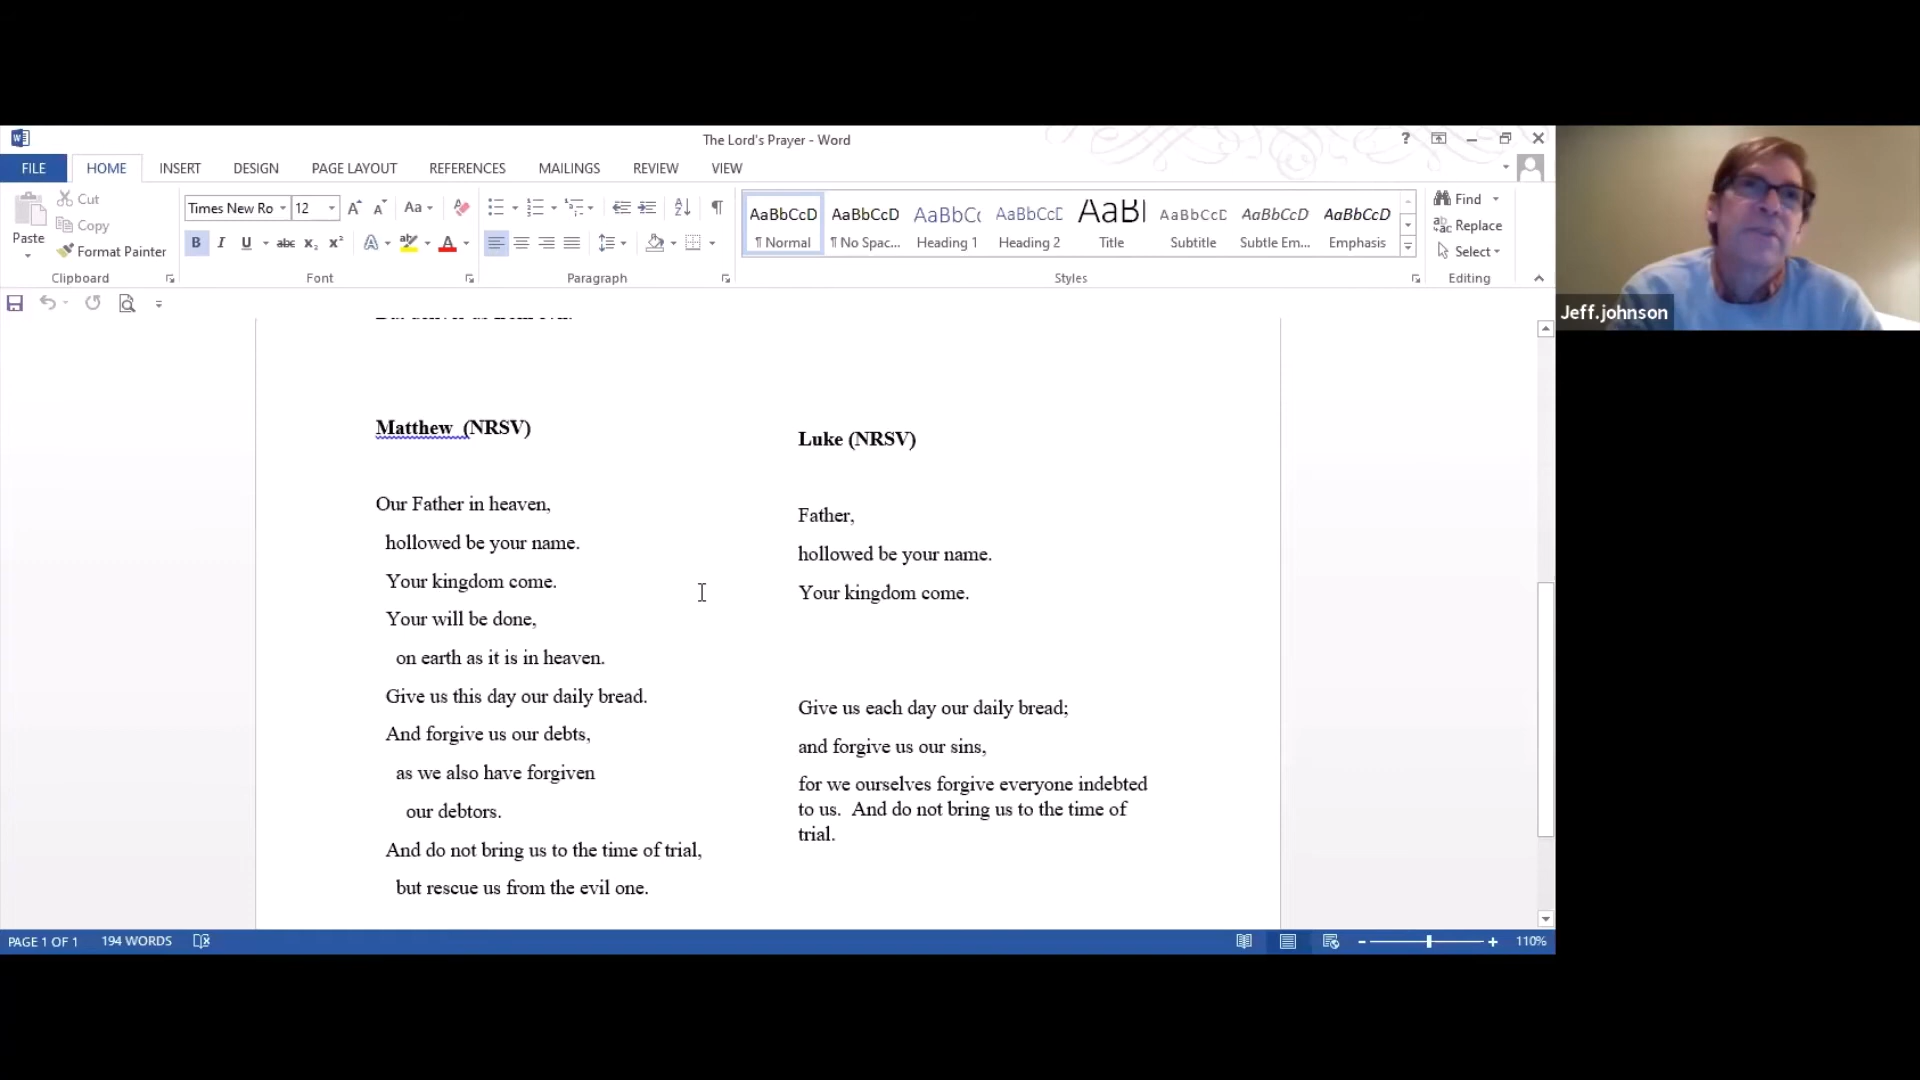 The Lord's Prayer - Word
?
FILE HOME INSERT DESIGN PAGE LAYOUT REFERENCES MAILINGS REVIEW VIEW
Paste
Cut
Copy
Format Painter
Clipboard
Times New Ro 12
Aa
B I U abc X₂ X² A A
Font
Paragraph
AaBbCcD AaBbCcD AaBbCc AaBbCcD AaBl AaBbCcD AaBbCcD AaBbCcD
¶ Normal ¶ No Spac... Heading 1 Heading 2 Title Subtitle Subtle Em... Emphasis
Styles
Find
Replace
Select
Editing
Jeff.johnson
Matthew (NRSV)
Our Father in heaven,
hollowed be your name.
Your kingdom come.
Your will be done,
on earth as it is in heaven.
Give us this day our daily bread.
And forgive us our debts,
as we also have forgiven
our debtors.
And do not bring us to the time of trial,
but rescue us from the evil one.
Luke (NRSV)
Father,
hollowed be your name.
Your kingdom come.
Give us each day our daily bread;
and forgive us our sins,
for we ourselves forgive everyone indebted
to us. And do not bring us to the time of
trial.
PAGE 1 OF 1 194 WORDS
110%